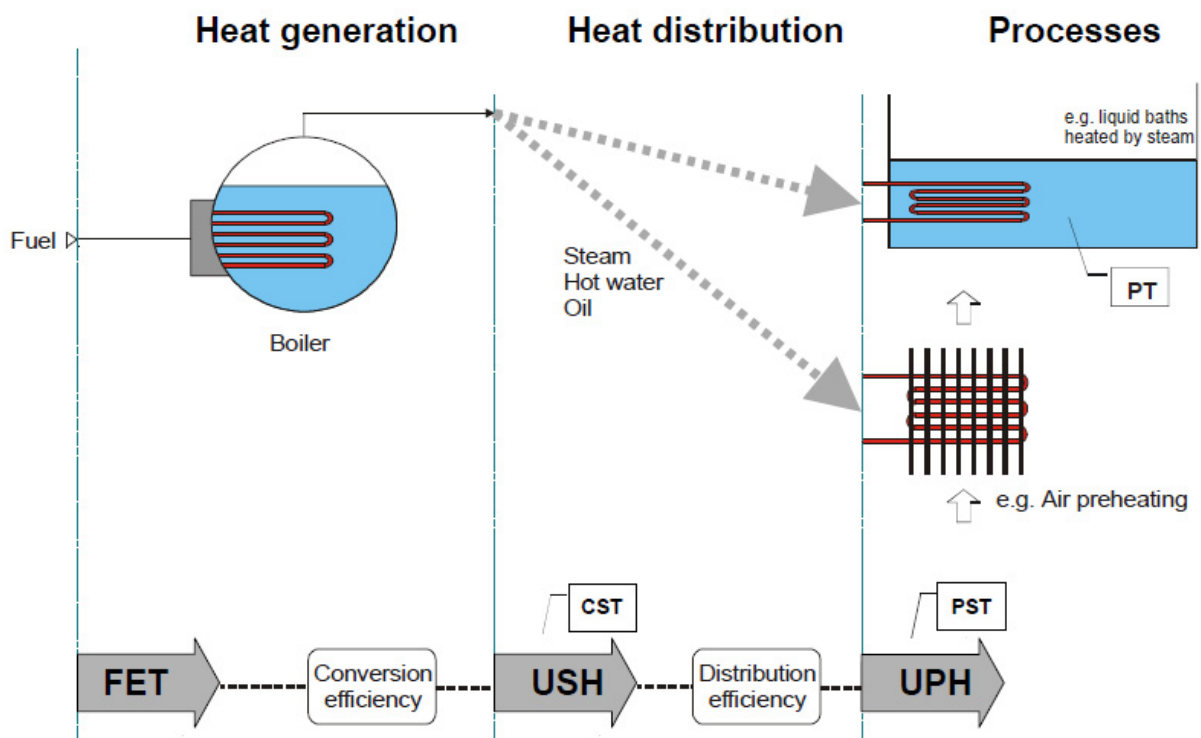 Heat generation
Heat distribution
Processes
e.g. liquid baths
heated by steam
Fuel
Steam
Hot water
Oil
PT
Boiler
e.g. Air preheating
CST
PST
FET
Conversion
efficiency
USH
Distribution
efficiency
UPH